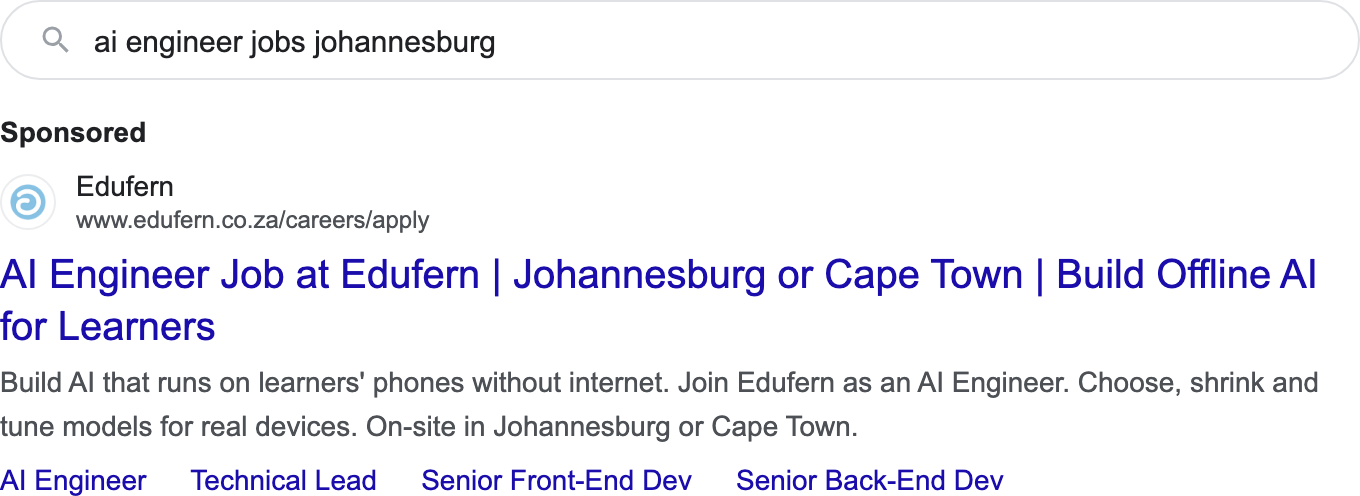 ai engineer jobs johannesburg
Sponsored
Edufern
www.edufern.co.za/careers/apply
AI Engineer Job at Edufern | Johannesburg or Cape Town | Build Offline AI
for Learners
Build AI that runs on learners' phones without internet. Join Edufern as an AI Engineer. Choose, shrink and
tune models for real devices. On-site in Johannesburg or Cape Town.
AI Engineer Technical Lead Senior Front-End Dev Senior Back-End Dev